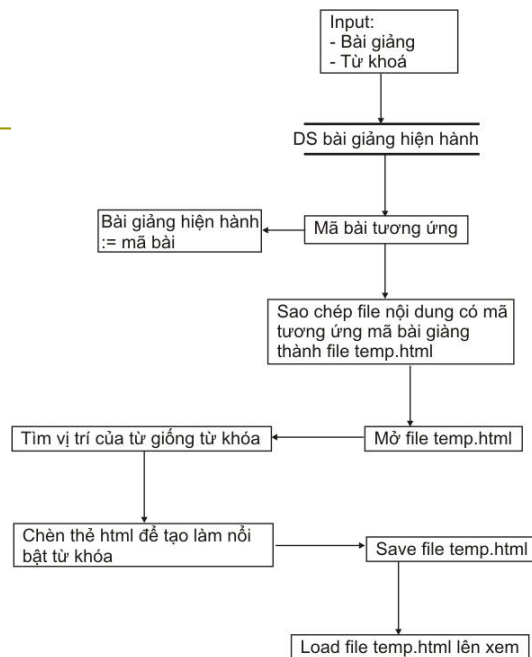 Input:
- Bài giảng
- Từ khoá
DS bài giảng hiện hành
Bài giảng hiện hành
:= mã bài
Mã bài tương ứng
Sao chép file nội dung có mã
tương ứng mã bài giàng
thành file temp.html
Tìm vị trí của từ giống từ khóa
Mở file temp.html
Chèn thẻ html để tạo làm nổi
bật từ khóa
Save file temp.html
Load file temp.html lên xem